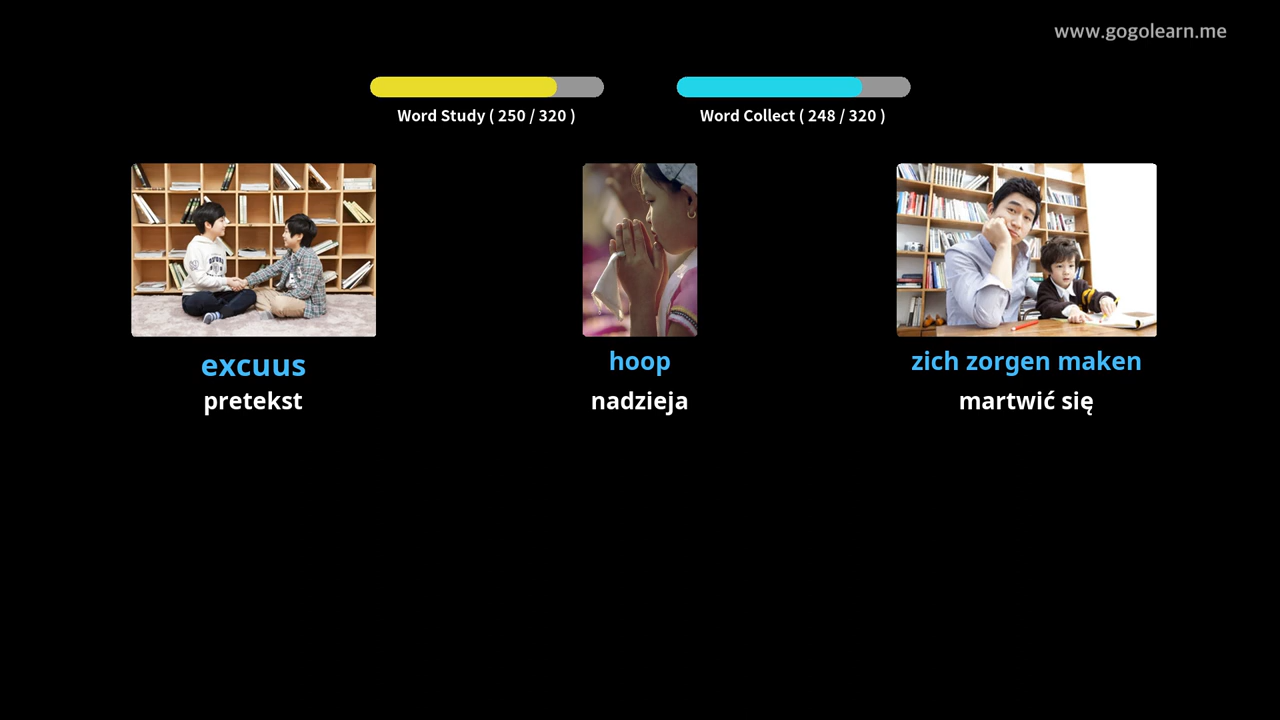 www.gogolearn.me
Word Study ( 250 / 320 )
Word Collect ( 248 / 320 )
excuus
pretekst
hoop
nadzieja
zich zorgen maken
martwić się